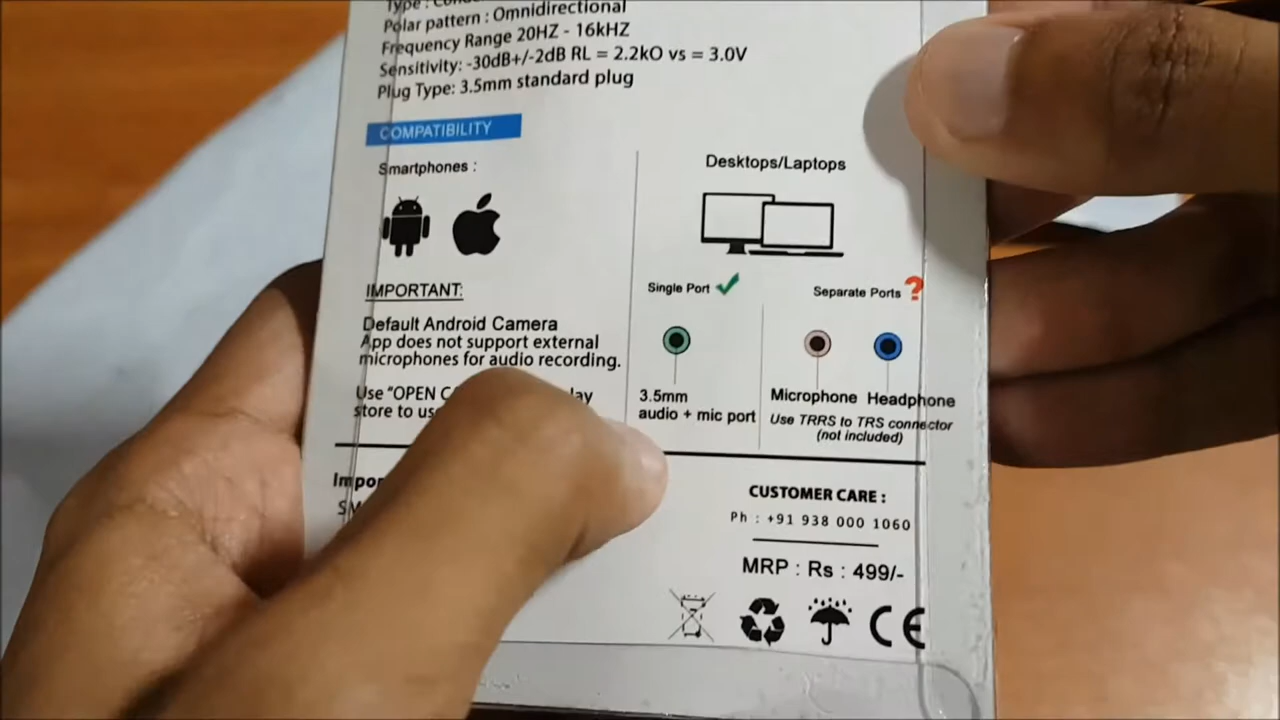 Type :
Polar pattern : Omnidirectional
Frequency Range 20HZ - 16kHZ
Sensitivity: -30dB+/-2dB RL = 2.2kO vs = 3.0V
Plug Type: 3.5mm standard plug
COMPATIBILITY
Smartphones :
IMPORTANT:
Default Android Camera
App does not support external
microphones for audio recording.
Use "OPEN
store to
Desktops/Laptops
Single Port
Separate Ports ?
3.5mm
audio + mic port
Microphone Headphone
Use TRRS to TRS connector
(not included)
CUSTOMER CARE :
Ph : +91 938 000 1060
MRP : Rs : 499/-
CE